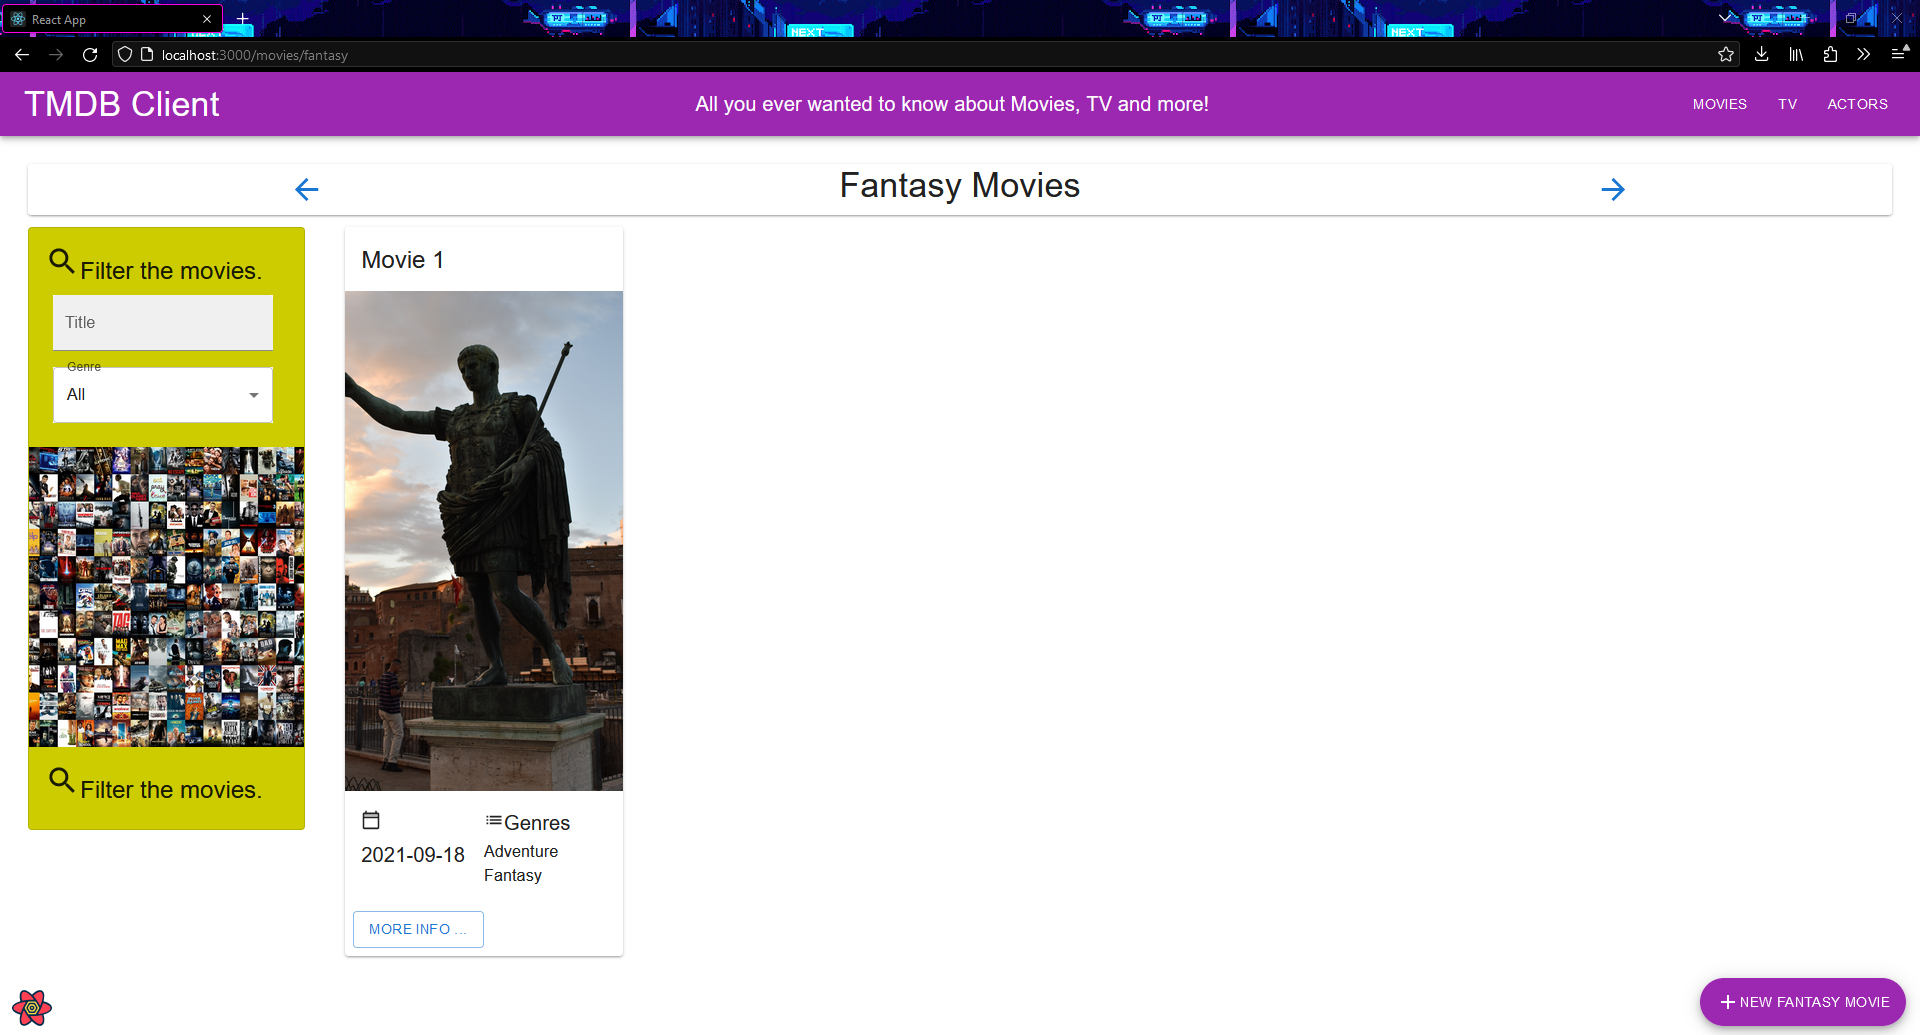 React App
NEXT
NEXT
localhost:3000/movies/fantasy
TMDB Client
All you ever wanted to know about Movies, TV and more!
MOVIES
TV
ACTORS
Fantasy Movies
Filter the movies.
Title
Genre
All
Filter the movies.
Movie 1
2021-09-18
Genres
Adventure
Fantasy
MORE INFO ...
NEW FANTASY MOVIE